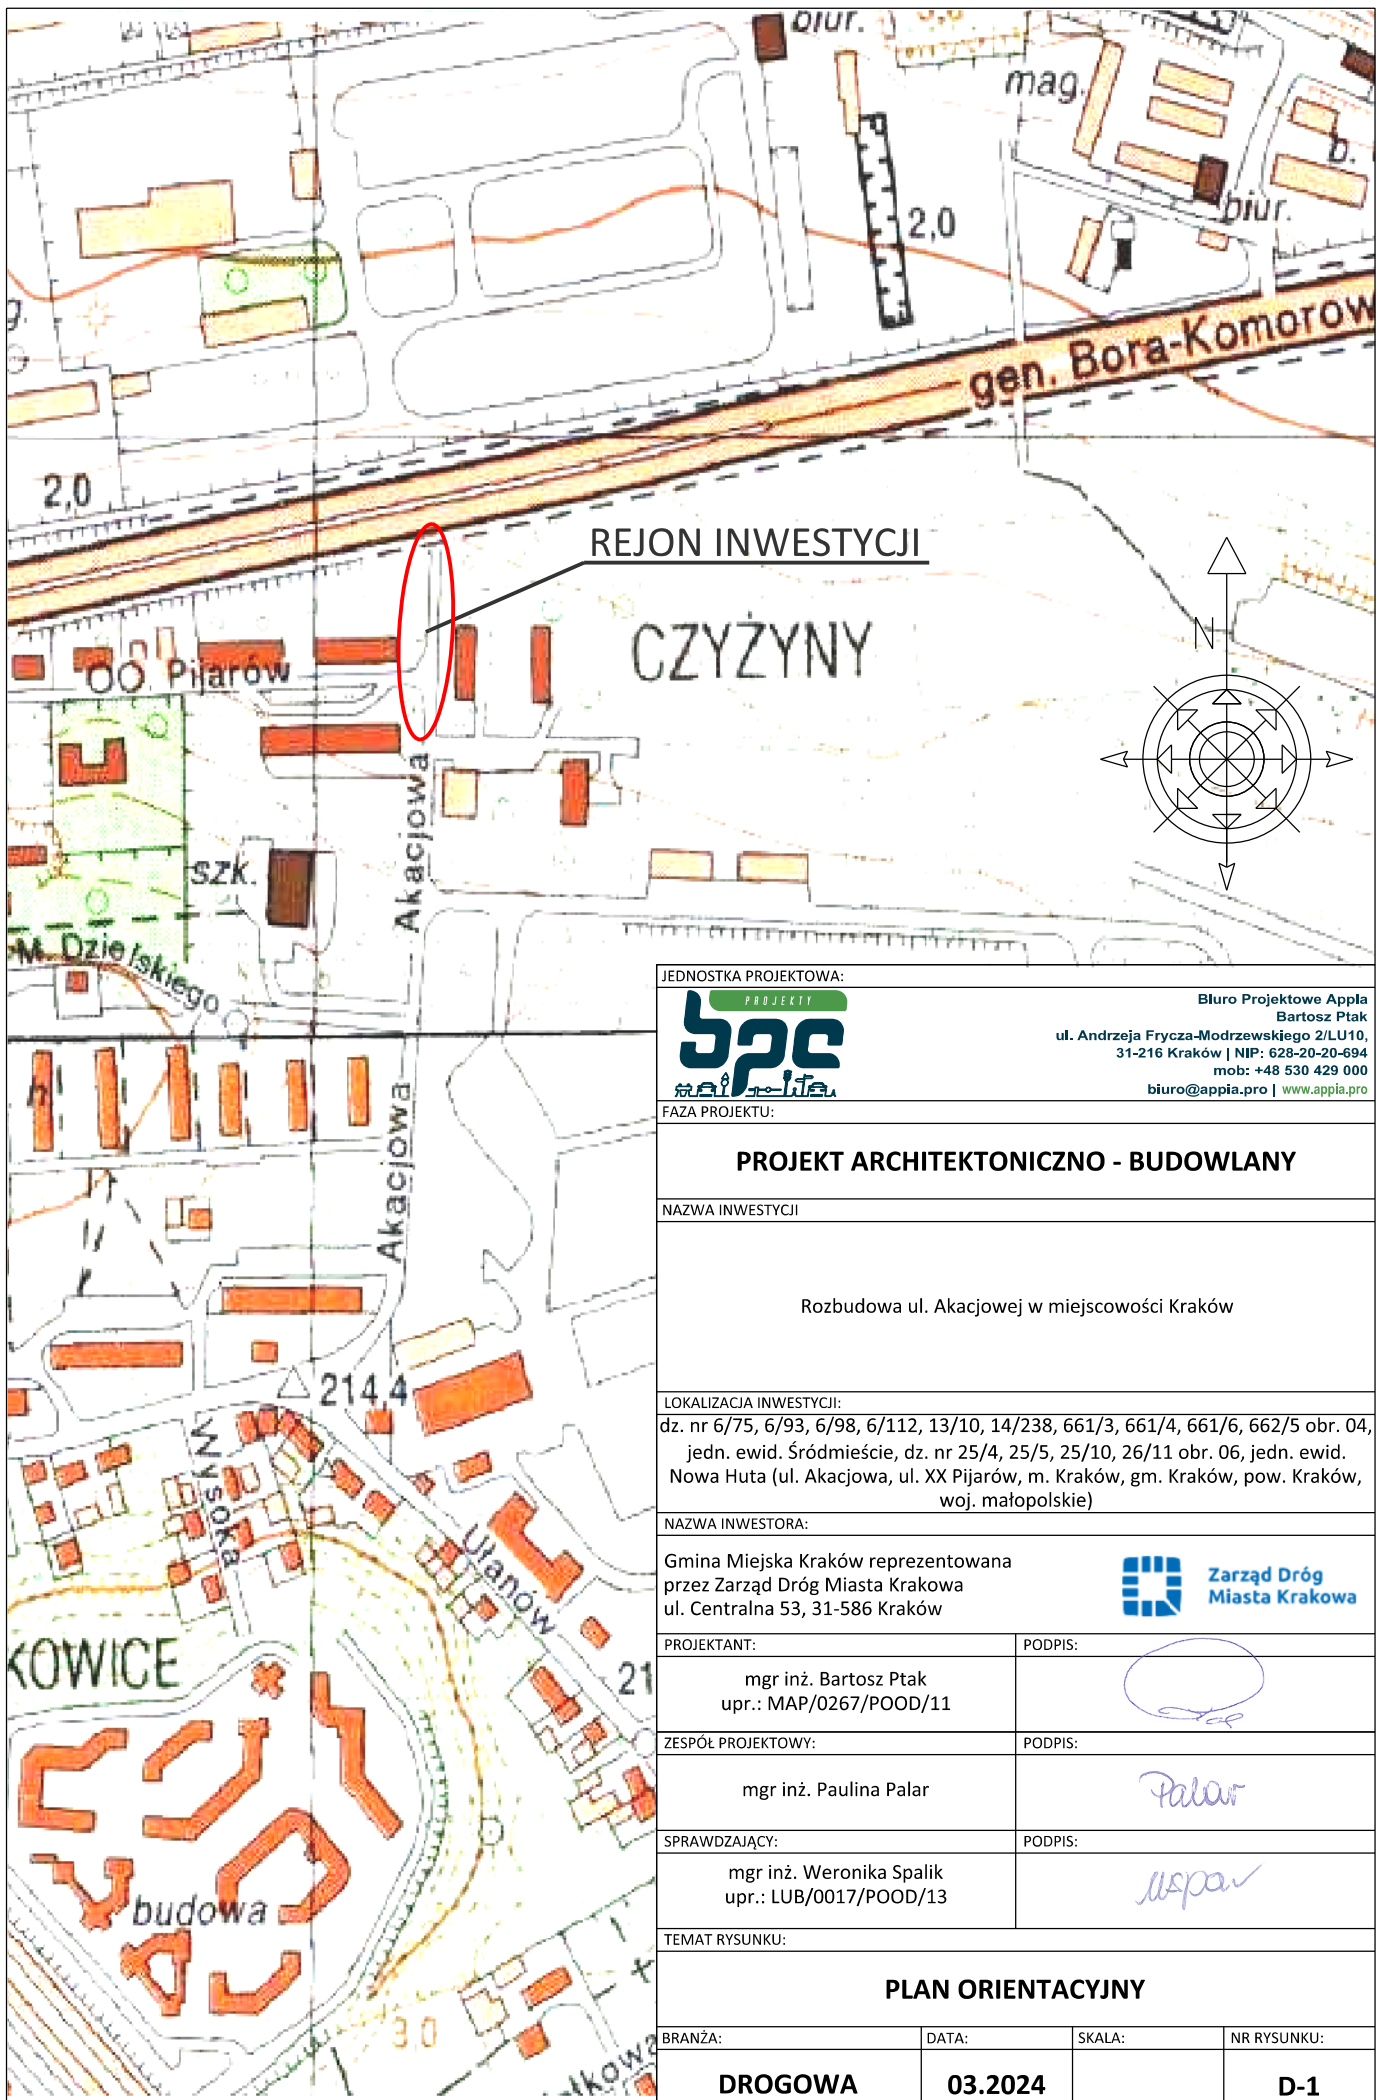 biur.
mag.
b.
biur.
2,0
gen. Bora-Komorow
2,0
REJON INWESTYCJI
CZYŻYNY
N
OO. Pijarów
Akacjowa
szk.
M. Dzielskiego
Akacjowa
214,4
Wysoka
Ułanów
KOWICE
21
budowa
3,0
JEDNOSTKA PROJEKTOWA:
PROJEKTY
bpa
Biuro Projektowe Appia
Bartosz Ptak
ul. Andrzeja Frycza-Modrzewskiego 2/LU10,
31-216 Kraków | NIP: 628-20-20-694
mob: +48 530 429 000
biuro@appia.pro | www.appia.pro
FAZA PROJEKTU:
PROJEKT ARCHITEKTONICZNO - BUDOWLANY
NAZWA INWESTYCJI
Rozbudowa ul. Akacjowej w miejscowości Kraków
LOKALIZACJA INWESTYCJI:
dz. nr 6/75, 6/93, 6/98, 6/112, 13/10, 14/238, 661/3, 661/4, 661/6, 662/5 obr. 04,
jedn. ewid. Śródmieście, dz. nr 25/4, 25/5, 25/10, 26/11 obr. 06, jedn. ewid.
Nowa Huta (ul. Akacjowa, ul. XX Pijarów, m. Kraków, gm. Kraków, pow. Kraków,
woj. małopolskie)
NAZWA INWESTORA:
Gmina Miejska Kraków reprezentowana
przez Zarząd Dróg Miasta Krakowa
ul. Centralna 53, 31-586 Kraków
Zarząd Dróg
Miasta Krakowa
PROJEKTANT:
PODPIS:
mgr inż. Bartosz Ptak
upr.: MAP/0267/POOD/11
ZESPÓŁ PROJEKTOWY:
PODPIS:
mgr inż. Paulina Palar
Palar
SPRAWDZAJĄCY:
PODPIS:
mgr inż. Weronika Spalik
upr.: LUB/0017/POOD/13
TEMAT RYSUNKU:
PLAN ORIENTACYJNY
BRANŻA:
DATA:
SKALA:
NR RYSUNKU:
DROGOWA
03.2024
D-1